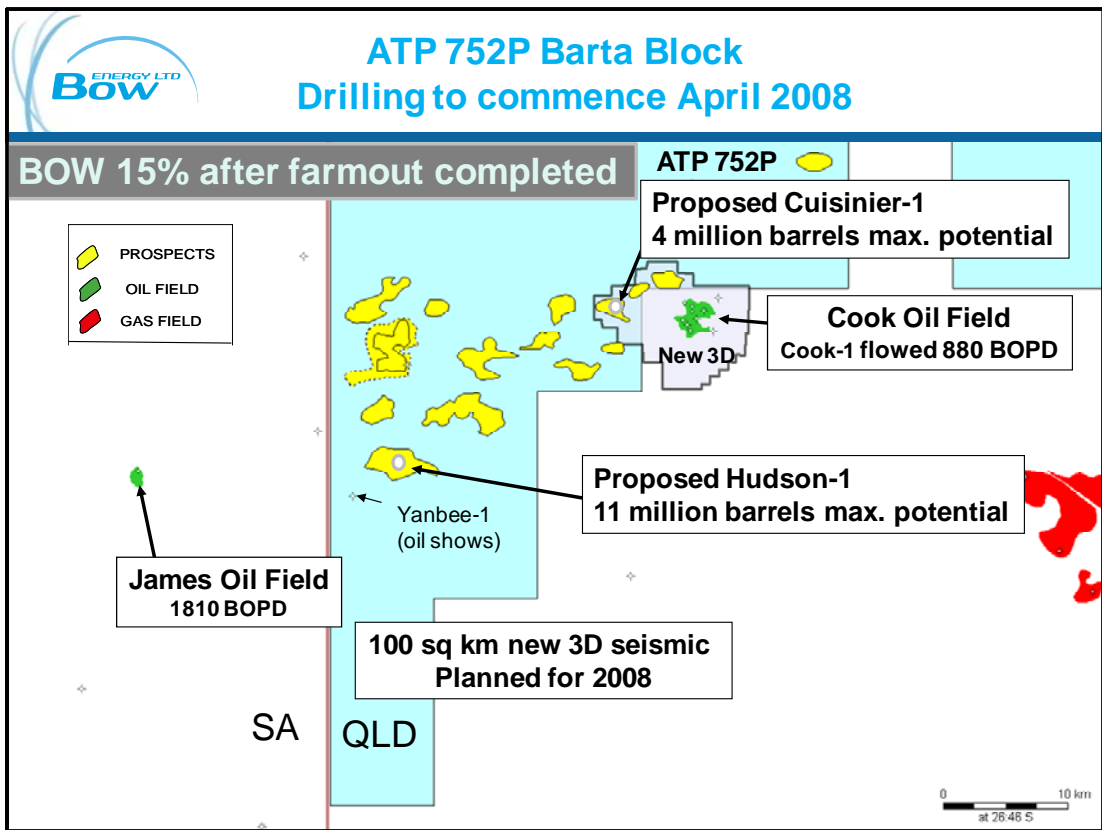 BOW ENERGY LTD
ATP 752P Barta Block
Drilling to commence April 2008
BOW 15% after farmout completed
ATP 752P
Proposed Cuisinier-1
4 million barrels max. potential
PROSPECTS
OIL FIELD
GAS FIELD
Cook Oil Field
Cook-1 flowed 880 BOPD
New 3D
Proposed Hudson-1
11 million barrels max. potential
Yanbee-1
(oil shows)
James Oil Field
1810 BOPD
100 sq km new 3D seismic
Planned for 2008
SA
QLD
0 10 km
at 26:46 S